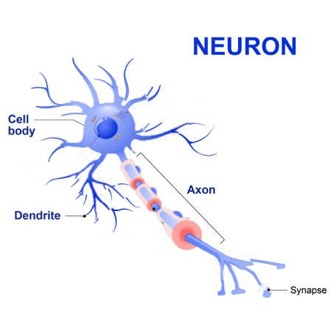 NEURON
Cell
body
Axon
Dendrite
Synapse